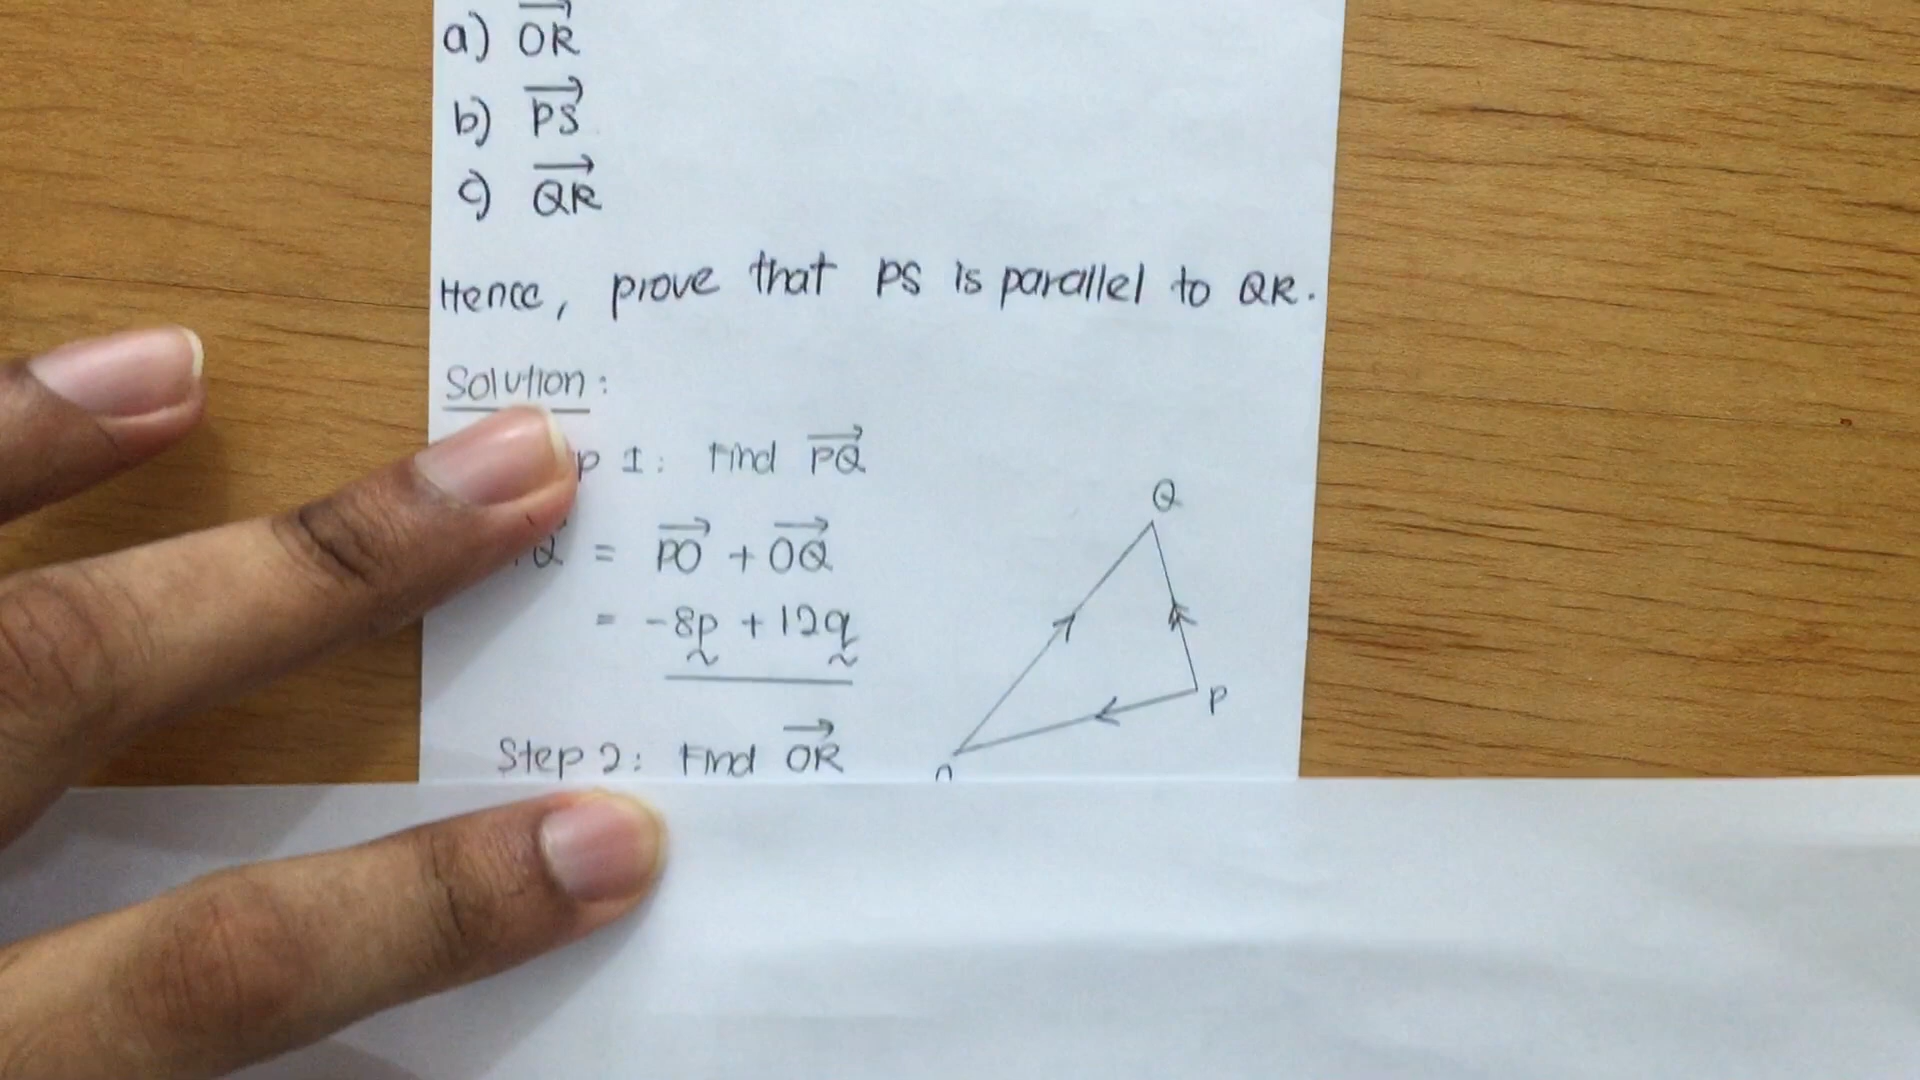 a) OR
b) PS
c) QR
Hence, prove that PS is parallel to QR.
Solution:
1: Find PQ
Q = PO + OQ
= -8p + 12q
Step 2: Find OR
Q
P